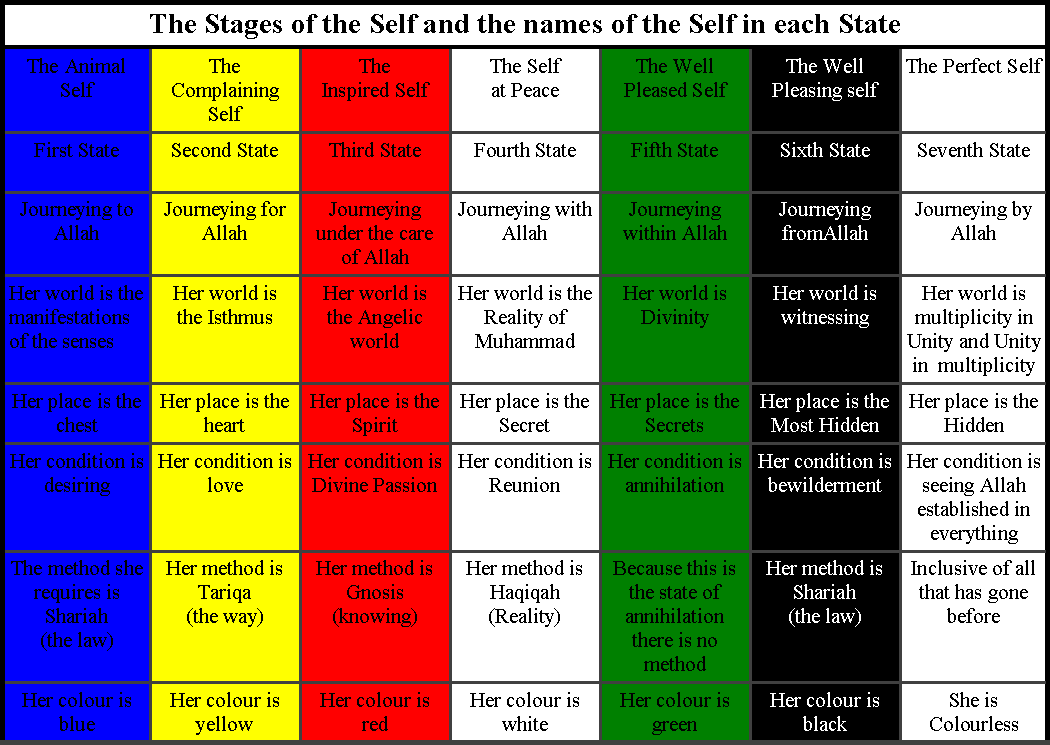 The Stages of the Self and the names of the Self in each State
The Animal
Self
The
Complaining
Self
The
Inspired Self
The Self
at Peace
The Well
Pleased Self
The Well
Pleasing self
The Perfect Self
First State
Second State
Third State
Fourth State
Fifth State
Sixth State
Seventh State
Journeying to
Allah
Journeying for
Allah
Journeying
under the care
of Allah
Journeying with
Allah
Journeying
within Allah
Journeying
fromAllah
Journeying by
Allah
Her world is the
manifestations
of the senses
Her world is
the Isthmus
Her world is
the Angelic
world
Her world is the
Reality of
Muhammad
Her world is
Divinity
Her world is
witnessing
Her world is
multiplicity in
Unity and Unity
in multiplicity
Her place is the
chest
Her place is the
heart
Her place is the
Spirit
Her place is the
Secret
Her place is the
Secrets
Her place is the
Most Hidden
Her place is the
Hidden
Her condition is
desiring
Her condition is
love
Her condition is
Divine Passion
Her condition is
Reunion
Her condition is
annihilation
Her condition is
bewilderment
Her condition is
seeing Allah
established in
everything
The method she
requires is
Shariah
(the law)
Her method is
Tariqa
(the way)
Her method is
Gnosis
(knowing)
Her method is
Haqiqah
(Reality)
Because this is
the state of
annihilation
there is no
method
Her method is
Shariah
(the law)
Inclusive of all
that has gone
before
Her colour is
blue
Her colour is
yellow
Her colour is
red
Her colour is
white
Her colour is
green
Her colour is
black
She is
Colourless